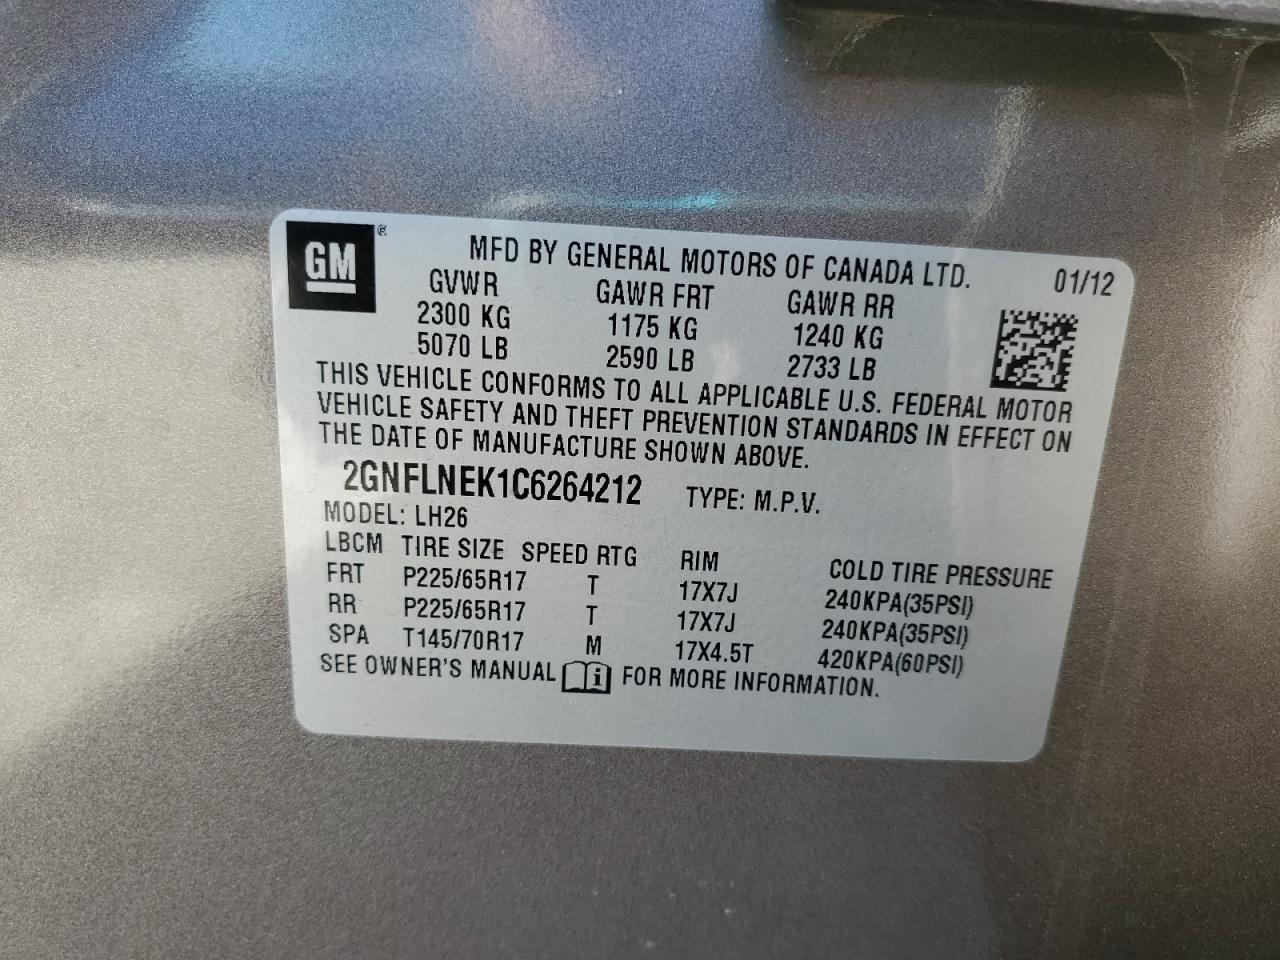 GM ® MFD BY GENERAL MOTORS OF CANADA LTD. 01/12
GVWR GAWR FRT GAWR RR
2300 KG 1175 KG 1240 KG
5070 LB 2590 LB 2733 LB
THIS VEHICLE CONFORMS TO ALL APPLICABLE U.S. FEDERAL MOTOR
VEHICLE SAFETY AND THEFT PREVENTION STANDARDS IN EFFECT ON
THE DATE OF MANUFACTURE SHOWN ABOVE.
2GNFLNEK1C6264212 TYPE: M.P.V.
MODEL: LH26
LBCM TIRE SIZE SPEED RTG RIM COLD TIRE PRESSURE
FRT P225/65R17 T 17X7J 240KPA(35PSI)
RR P225/65R17 T 17X7J 240KPA(35PSI)
SPA T145/70R17 M 17X4.5T 420KPA(60PSI)
SEE OWNER'S MANUAL i FOR MORE INFORMATION.